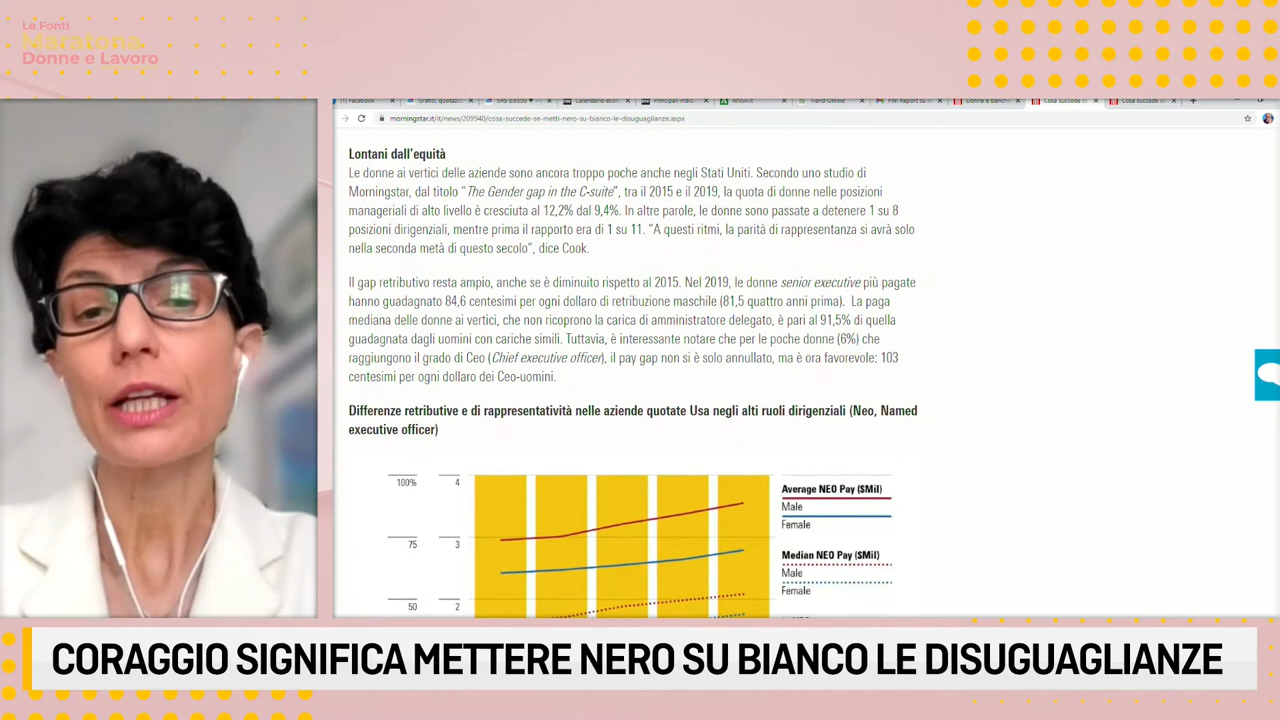 Le Fonti
Maratona
Donne e Lavoro
morningstar.it/it/news/209940/cosa-succede-se-metti-nero-su-bianco-le-disuguaglianze.aspx
Lontani dall'equità
Le donne ai vertici delle aziende sono ancora troppo poche anche negli Stati Uniti. Secondo uno studio di
Morningstar, dal titolo "The Gender gap in the C-suite", tra il 2015 e il 2019, la quota di donne nelle posizioni
manageriali di alto livello è cresciuta al 12,2% dal 9,4%. In altre parole, le donne sono passate a detenere 1 su 8
posizioni dirigenziali, mentre prima il rapporto era di 1 su 11. "A questi ritmi, la parità di rappresentanza si avrà solo
nella seconda metà di questo secolo", dice Cook.
Il gap retributivo resta ampio, anche se è diminuito rispetto al 2015. Nel 2019, le donne senior executive più pagate
hanno guadagnato 84,6 centesimi per ogni dollaro di retribuzione maschile (81,5 quattro anni prima). La paga
mediana delle donne ai vertici, che non ricoprono la carica di amministratore delegato, è pari al 91,5% di quella
guadagnata dagli uomini con cariche simili. Tuttavia, è interessante notare che per le poche donne (6%) che
raggiungono il grado di Ceo (Chief executive officer), il pay gap non si è solo annullato, ma è ora favorevole: 103
centesimi per ogni dollaro dei Ceo-uomini.
Differenze retributive e di rappresentatività nelle aziende quotate Usa negli alti ruoli dirigenziali (Neo, Named
executive officer)
100% 4
75 3
50 2
Average NEO Pay ($Mil)
Male
Female
Median NEO Pay ($Mil)
Male
Female
CORAGGIO SIGNIFICA METTERE NERO SU BIANCO LE DISUGUAGLIANZE